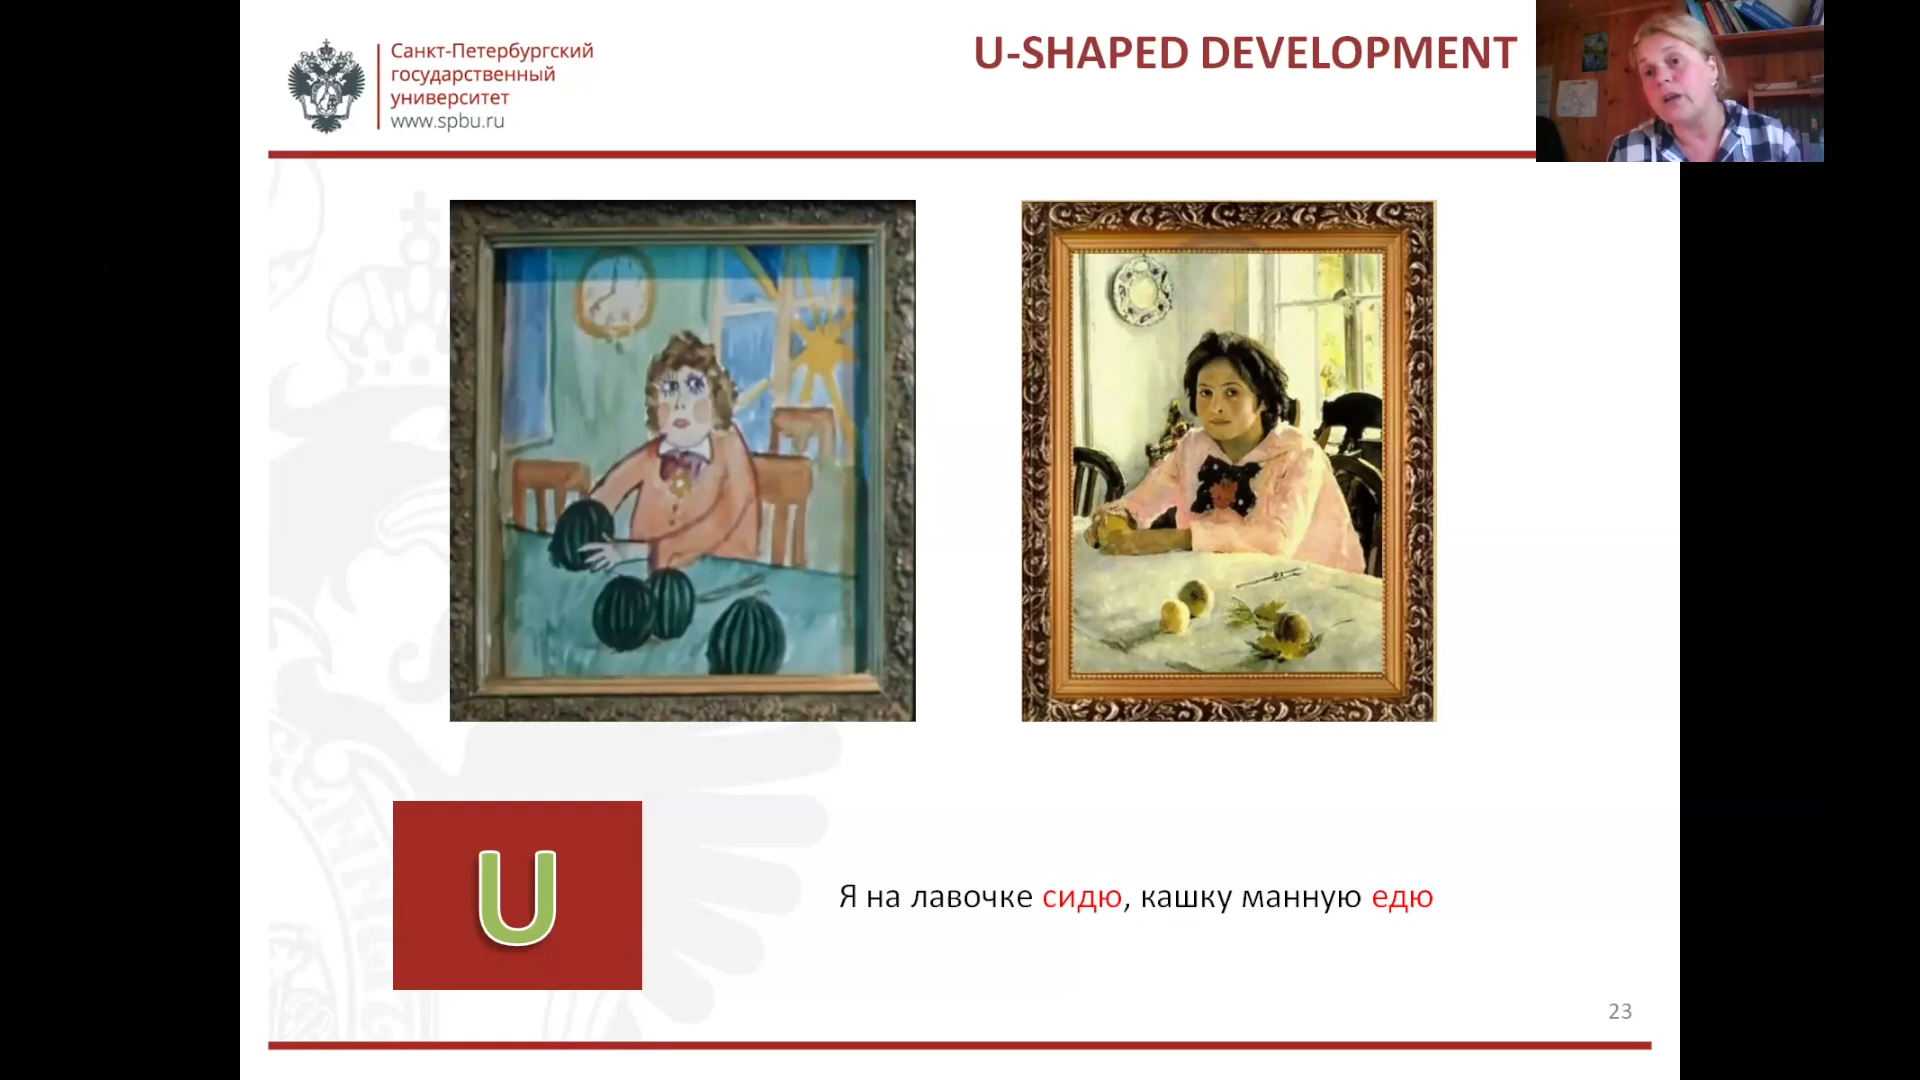 Санкт-Петербургский
государственный
университет
www.spbu.ru
U-SHAPED DEVELOPMENT
U
Я на лавочке сидю, кашку манную едю
23